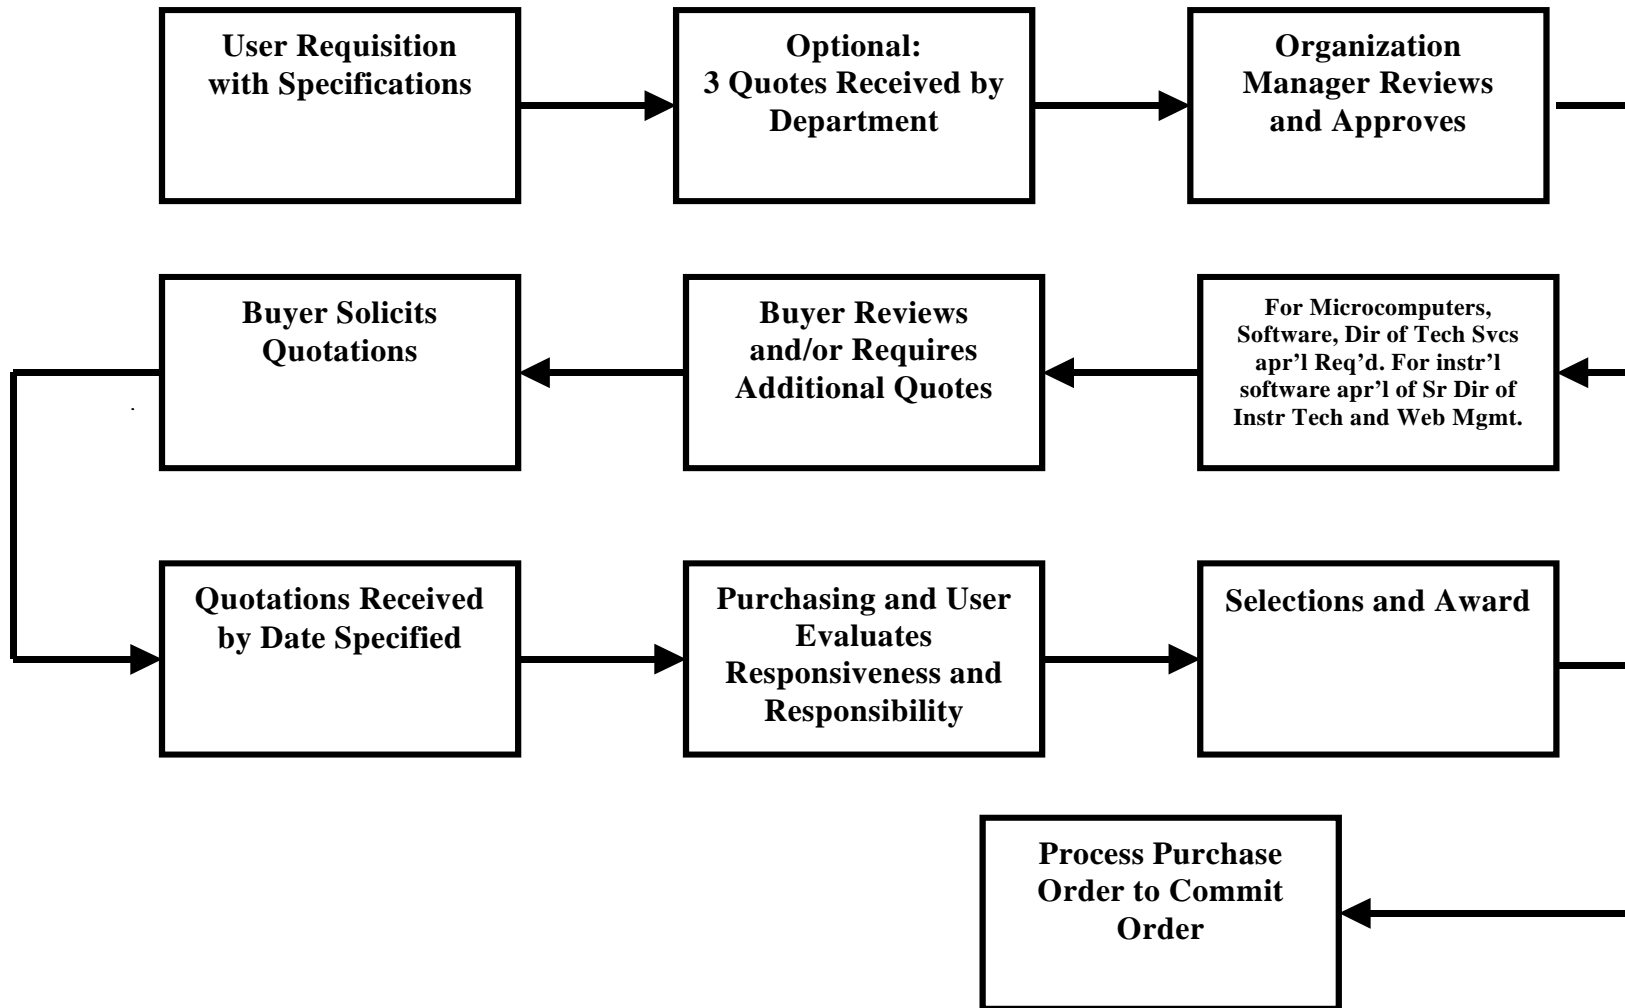 User Requisition
with Specifications
Optional:
3 Quotes Received by
Department
Organization
Manager Reviews
and Approves
For Microcomputers,
Software, Dir of Tech Svcs
apr’l Req’d. For instr’l
software apr’l of Sr Dir of
Instr Tech and Web Mgmt.
Buyer Reviews
and/or Requires
Additional Quotes
Buyer Solicits
Quotations
Quotations Received
by Date Specified
Purchasing and User
Evaluates
Responsiveness and
Responsibility
Selections and Award
Process Purchase
Order to Commit
Order